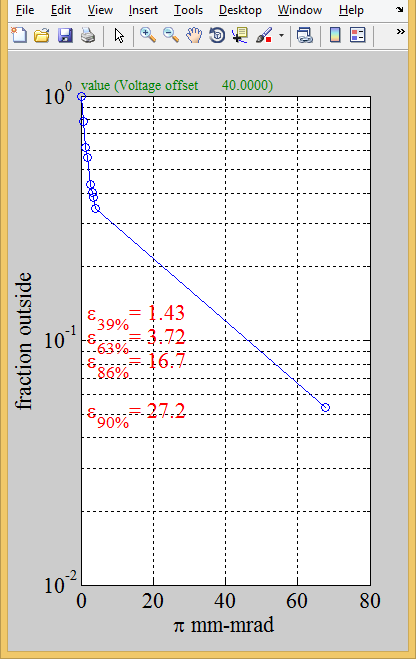 File Edit View Insert Tools Desktop Window Help
value (Voltage offset 40.0000)
10^0
10^-1
10^-2
fraction outside
ε39%= 1.43
ε63%= 3.72
ε86%= 16.7
ε90%= 27.2
0 20 40 60 80
π mm-mrad